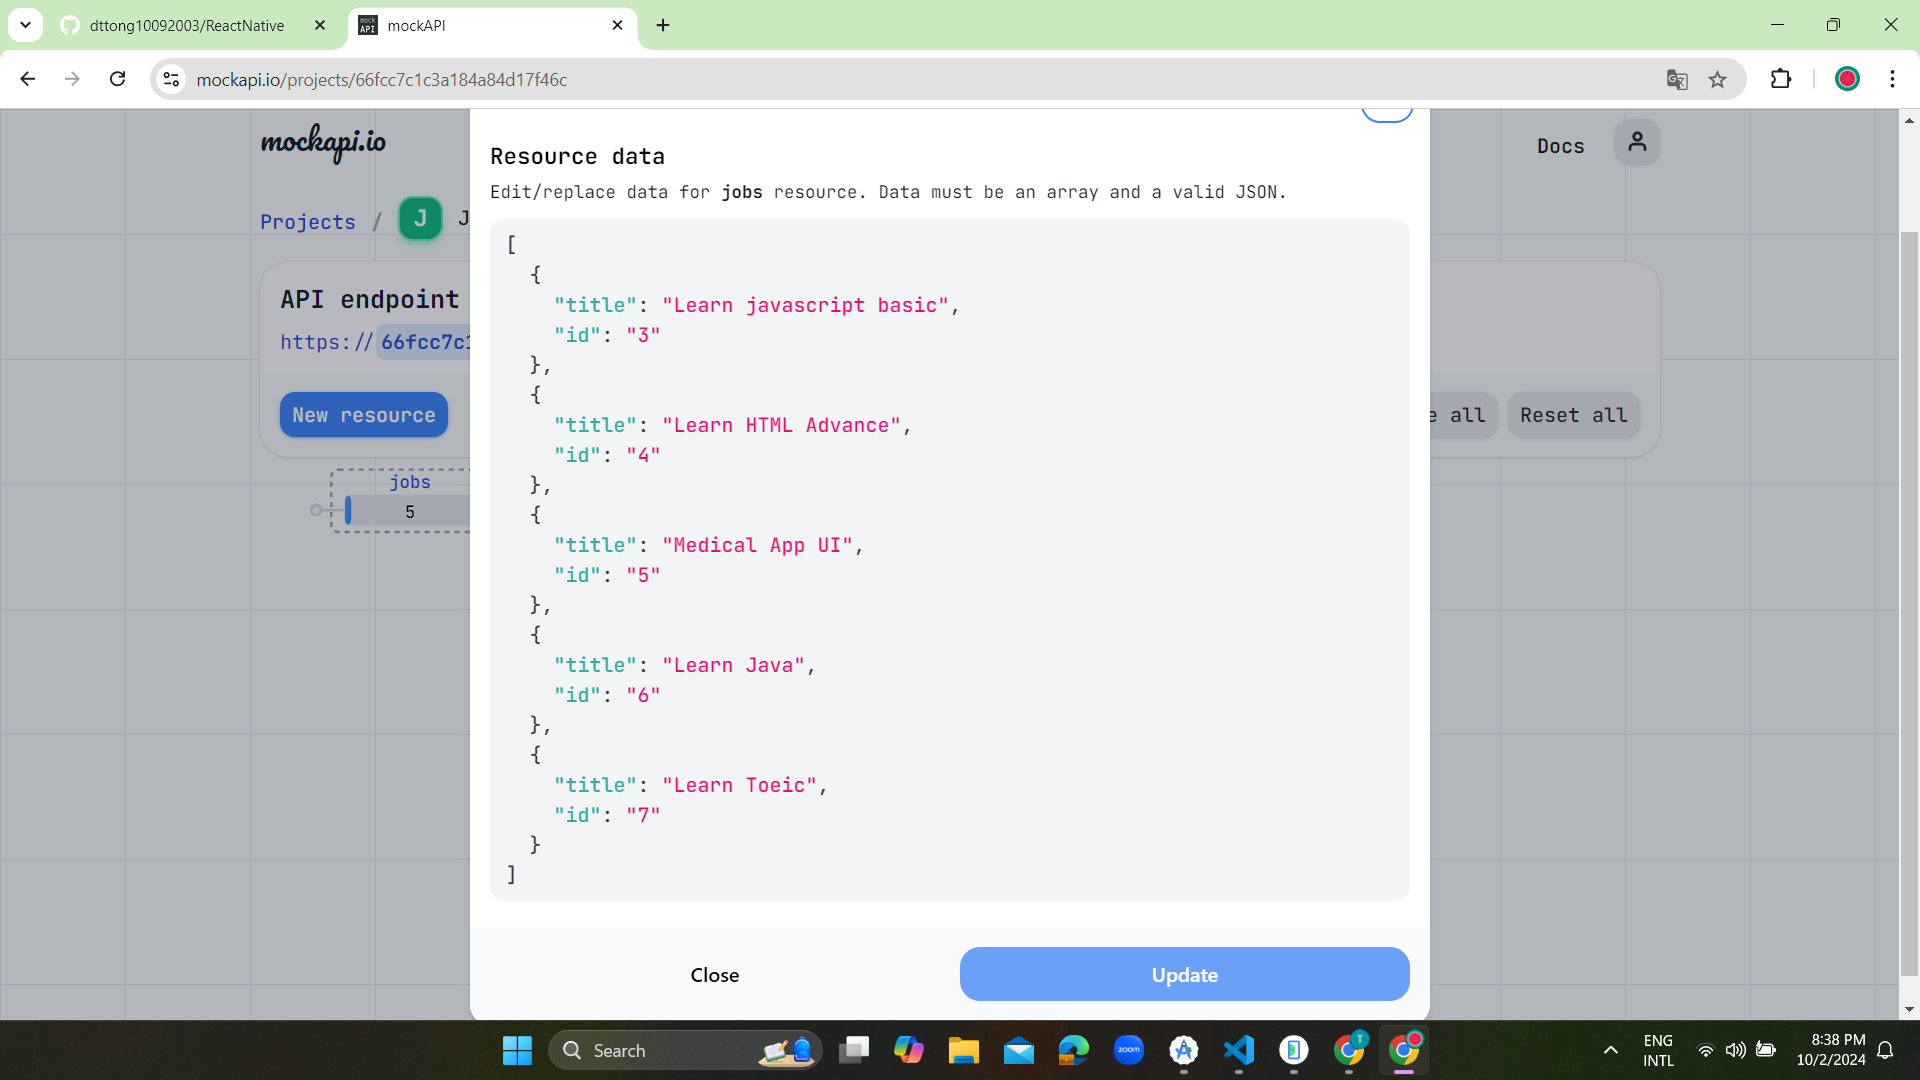 dttong10092003/ReactNative
mock
API
mockAPI
mockapi.io/projects/66fcc7c1c3a184a84d17f46c
mockapi.io
Docs
Projects / J J
API endpoint
https://66fcc7c1
New resource
all
Reset all
jobs
5
Resource data
Edit/replace data for jobs resource. Data must be an array and a valid JSON.
[
{
"title": "Learn javascript basic",
"id": "3"
},
{
"title": "Learn HTML Advance",
"id": "4"
},
{
"title": "Medical App UI",
"id": "5"
},
{
"title": "Learn Java",
"id": "6"
},
{
"title": "Learn Toeic",
"id": "7"
}
]
Close
Update
Search
zoom
T
ENG
INTL
8:38 PM
10/2/2024